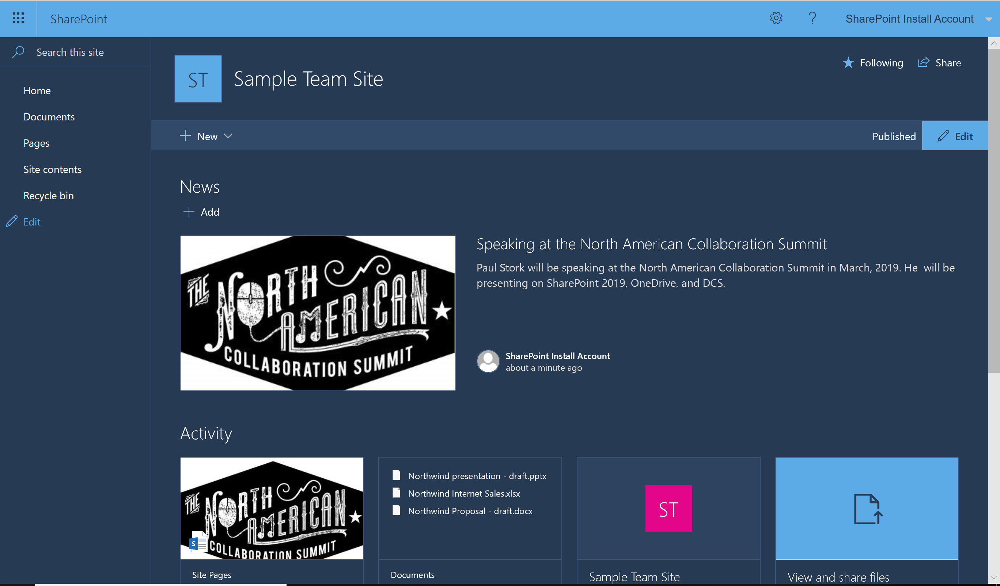 SharePoint
SharePoint Install Account
Search this site
Home
Documents
Pages
Site contents
Recycle bin
Edit
ST
Sample Team Site
Following
Share
New
Published
Edit
News
Add
THE
NORTH
AMERICAN
COLLABORATION SUMMIT
Speaking at the North American Collaboration Summit
Paul Stork will be speaking at the North American Collaboration Summit in March, 2019. He  will be
presenting on SharePoint 2019, OneDrive, and DCS.
SharePoint Install Account
about a minute ago
Activity
THE
NORTH
AMERICAN
COLLABORATION SUMMIT
S
Site Pages
Northwind presentation - draft.pptx
Northwind Internet Sales.xlsx
Northwind Proposal - draft.docx
Documents
ST
Sample Team Site
View and share files